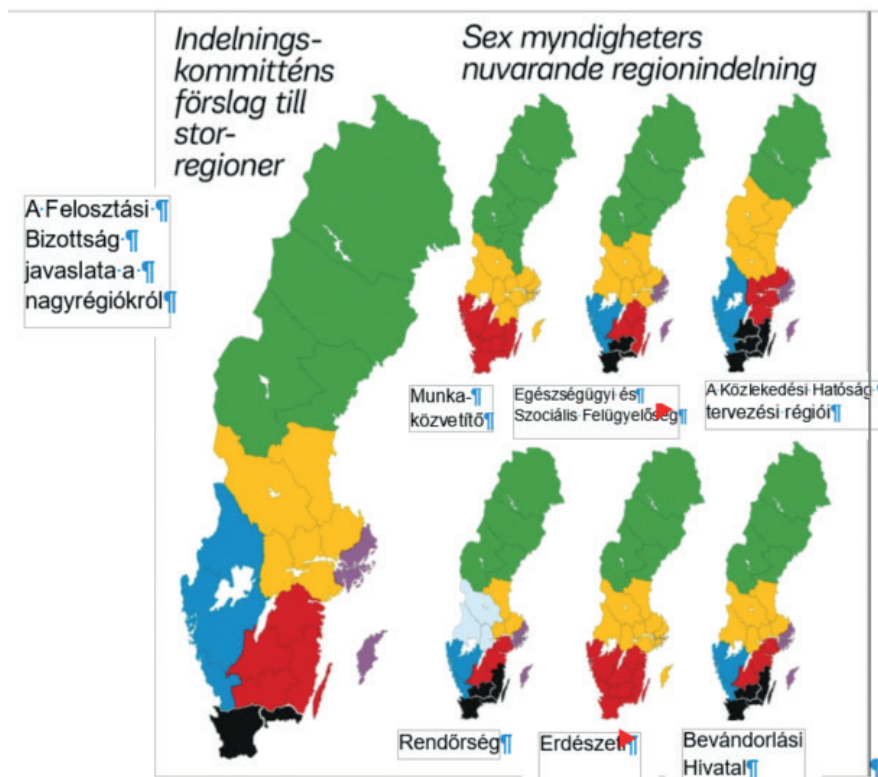 Indelnings-
kommitténs
förslag till
stor-
regioner
Sex myndigheters
nuvarande regionindelning
A Felosztási ¶
Bizottság ¶
javaslata a ¶
nagyrégiókról¶
Munka-¶
közvetítő¶
Egészségügyi és¶
Szociális Felügyelőség¶
A Közlekedési Hatóság
tervezési régiói¶
Rendőrség¶
Erdészeti¶
Bevándorlási
Hivatal¶